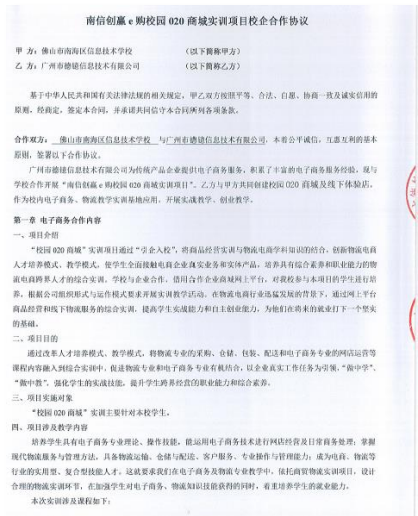 南信创赢 e 购校园 020 商城实训项目校企合作协议
甲 方：佛山市南海区信息技术学校 （以下简称甲方）
乙 方：广州市德镱信息技术有限公司 （以下简称乙方）
基于中华人民共和国有关法律法规的相关规定，甲乙双方按照平等、合法、自愿、协商一致及诚实信用的
原则，经商定，签定本合同，并承诺共同信守本合同所列各项条款。
合作双方：佛山市南海区信息技术学校 与广州市德镱信息技术有限公司，本着公平诚信，互惠互利的基本
原则，签署以下合作协议。
广州市德镱信息技术有限公司为传统产品企业提供电子商务服务，积累了丰富的电子商务服务经验，现与
学校合作开展“南信创赢 e 购校园 020 商城实训项目”。乙方与甲方共同创建校园 020 商城及线下体验店，
作为校内电子商务、物流教学实训基地应用，开展实战教学、创业教学。
第一章 电子商务合作内容
一、项目介绍
“校园 020 商城”实训项目通过“引企入校”，将商品经营实训与物流电商学科知识的结合，创新物流电商
人才培养模式、教学模式，使学生全面接触电商企业真实业务和实体产品，培养具有综合素养和职业能力的物
流电商跨界人才的综合实训。学校与企业合作，借用合作企业商城网上平台，对我校参与本项目的学生进行培
养，根据公司组织形式与运作模式要求开展实训教学活动。在物流电商行业迅猛发展的背景下，通过网上平台
商品经营和线下物流服务的综合实训，提高学生实战能力和自主创业能力，为他们在将来的就业打下一个坚实
的基础。
二、项目目的
通过改革人才培养模式、教学模式，将物流专业的采购、仓储、包装、配送和电子商务专业的网店运营等
课程内容融入到综合实训中，促进物流专业和电子商务专业有机结合，以企业真实工作任务为引领，“做中学”、
“做中教”，强化学生的实战技能，提升学生跨界经营的职业能力和综合素养。
三、项目实施对象
“校园 020 商城”实训主要针对本校学生。
四、项目涉及教学内容
培养学生具有电子商务专业理论、操作技能，能运用电子商务技术进行网店经营及日常商务处理；掌握
现代物流服务与管理方法，具备物流运输、仓储与配送、客户服务、专业操作与管理能力；成为电商、物流等
行业的实用型、复合型技能人才。这就要求我们在电子商务及物流专业教学中，依托商贸物流实训项目，设计
合理的物流实训环节，在加强学生对电子商务、物流知识技能获得的同时，着重培养学生的就业能力。
本次实训涉及课程如下：